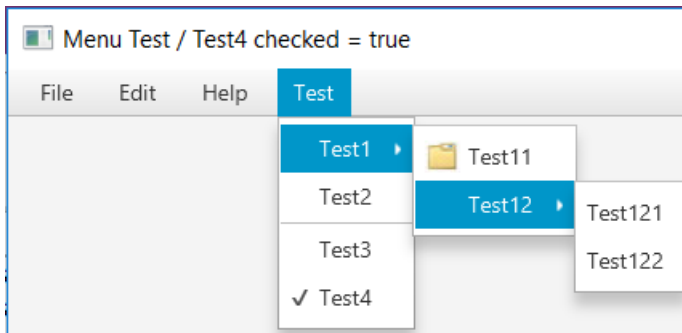 Menu Test / Test4 checked = true
File Edit Help Test
Test1 Test11
Test2 Test12 Test121
Test3 Test122
✓ Test4